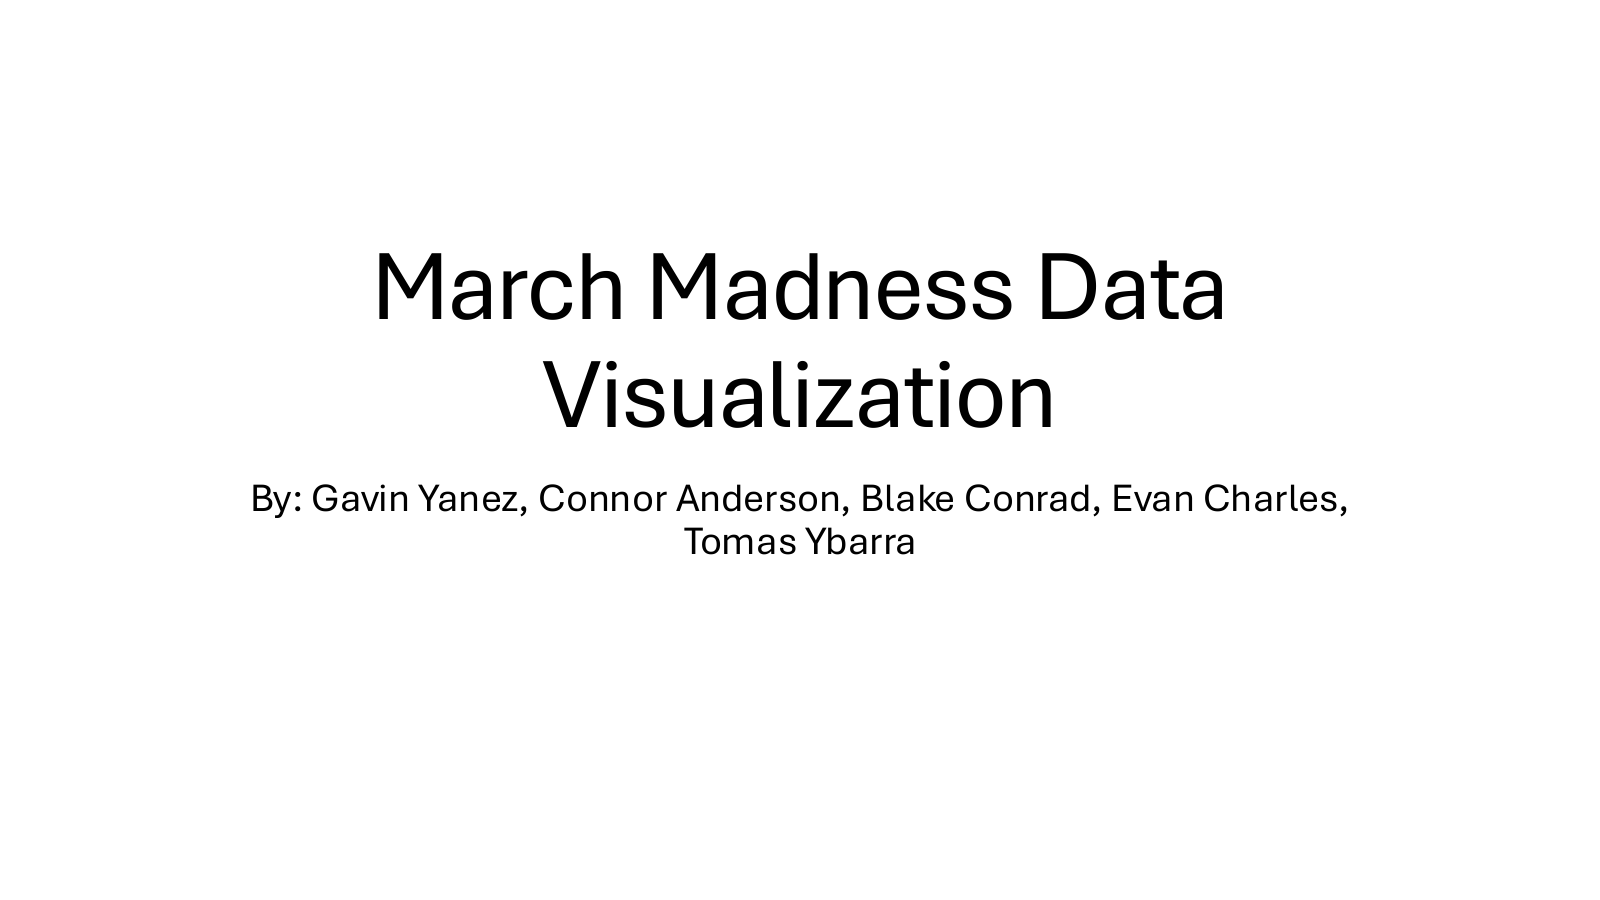 March Madness Data
Visualization
By: Gavin Yanez, Connor Anderson, Blake Conrad, Evan Charles,
Tomas Ybarra